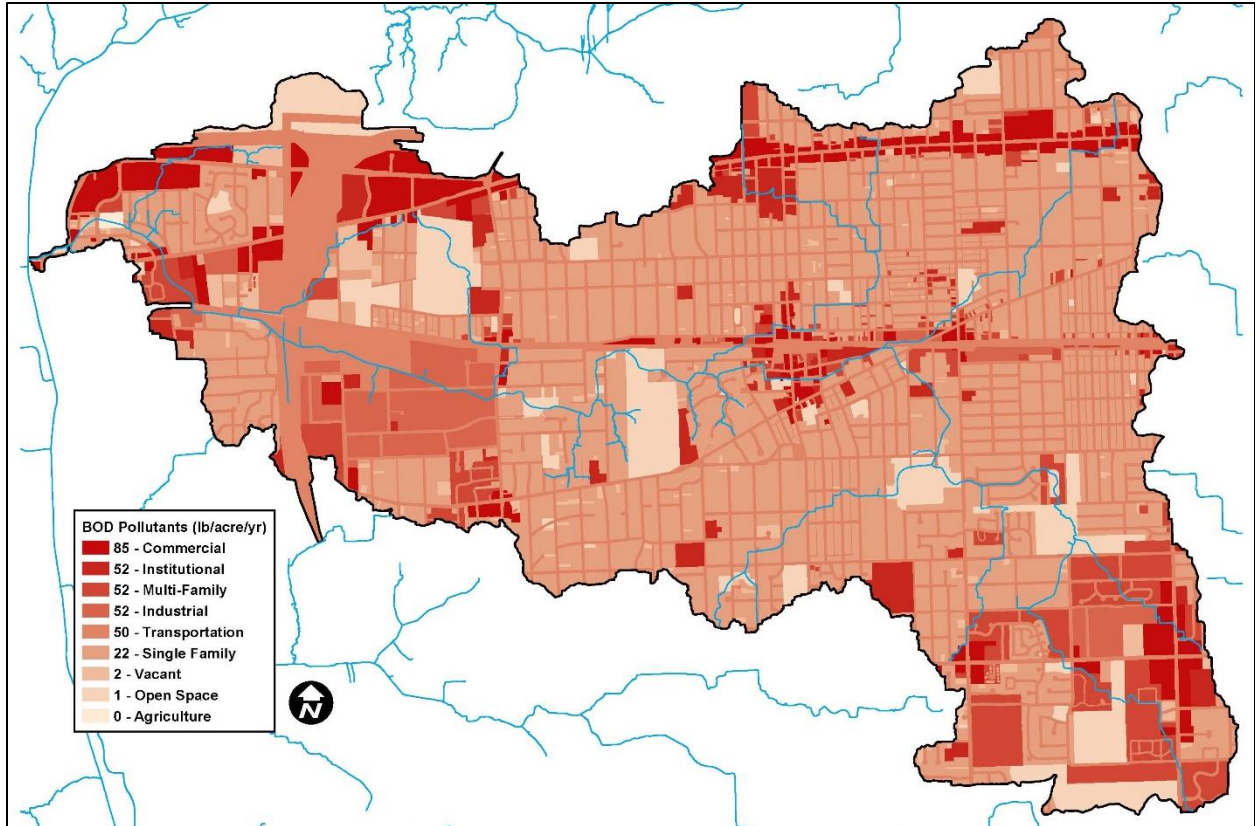 BOD Pollutants (lb/acre/yr)
85 - Commercial
52 - Institutional
52 - Multi-Family
52 - Industrial
50 - Transportation
22 - Single Family
2 - Vacant
1 - Open Space
0 - Agriculture
N